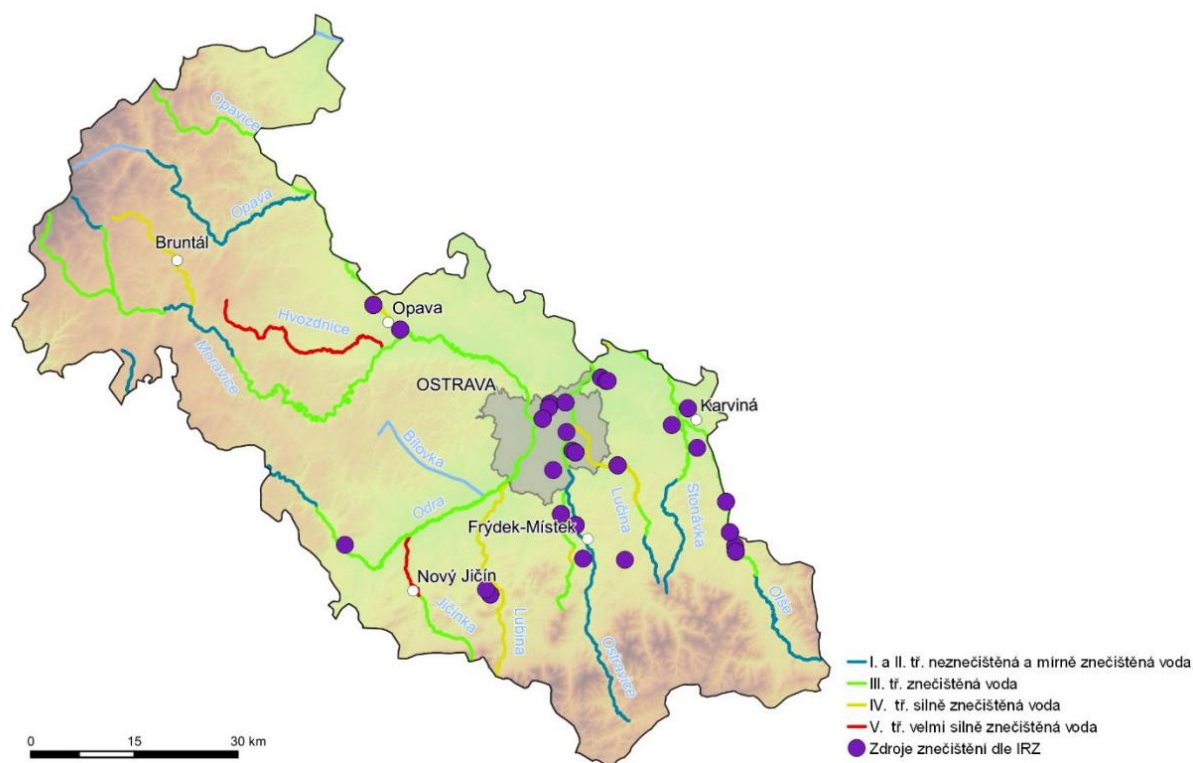 Opavice
Opava
Bruntál
Hvozdnice
Opava
Moravice
OSTRAVA
Karviná
Bílovka
Odra
Lučina
Stonávka
Frýdek-Místek
Nový Jičín
Jičínka
Lubina
Ostravice
Olše
I. a II. tř. neznečištěná a mírně znečištěná voda
III. tř. znečištěná voda
IV. tř. silně znečištěná voda
V. tř. velmi silně znečištěná voda
Zdroje znečištění dle IRZ
0 15 30 km